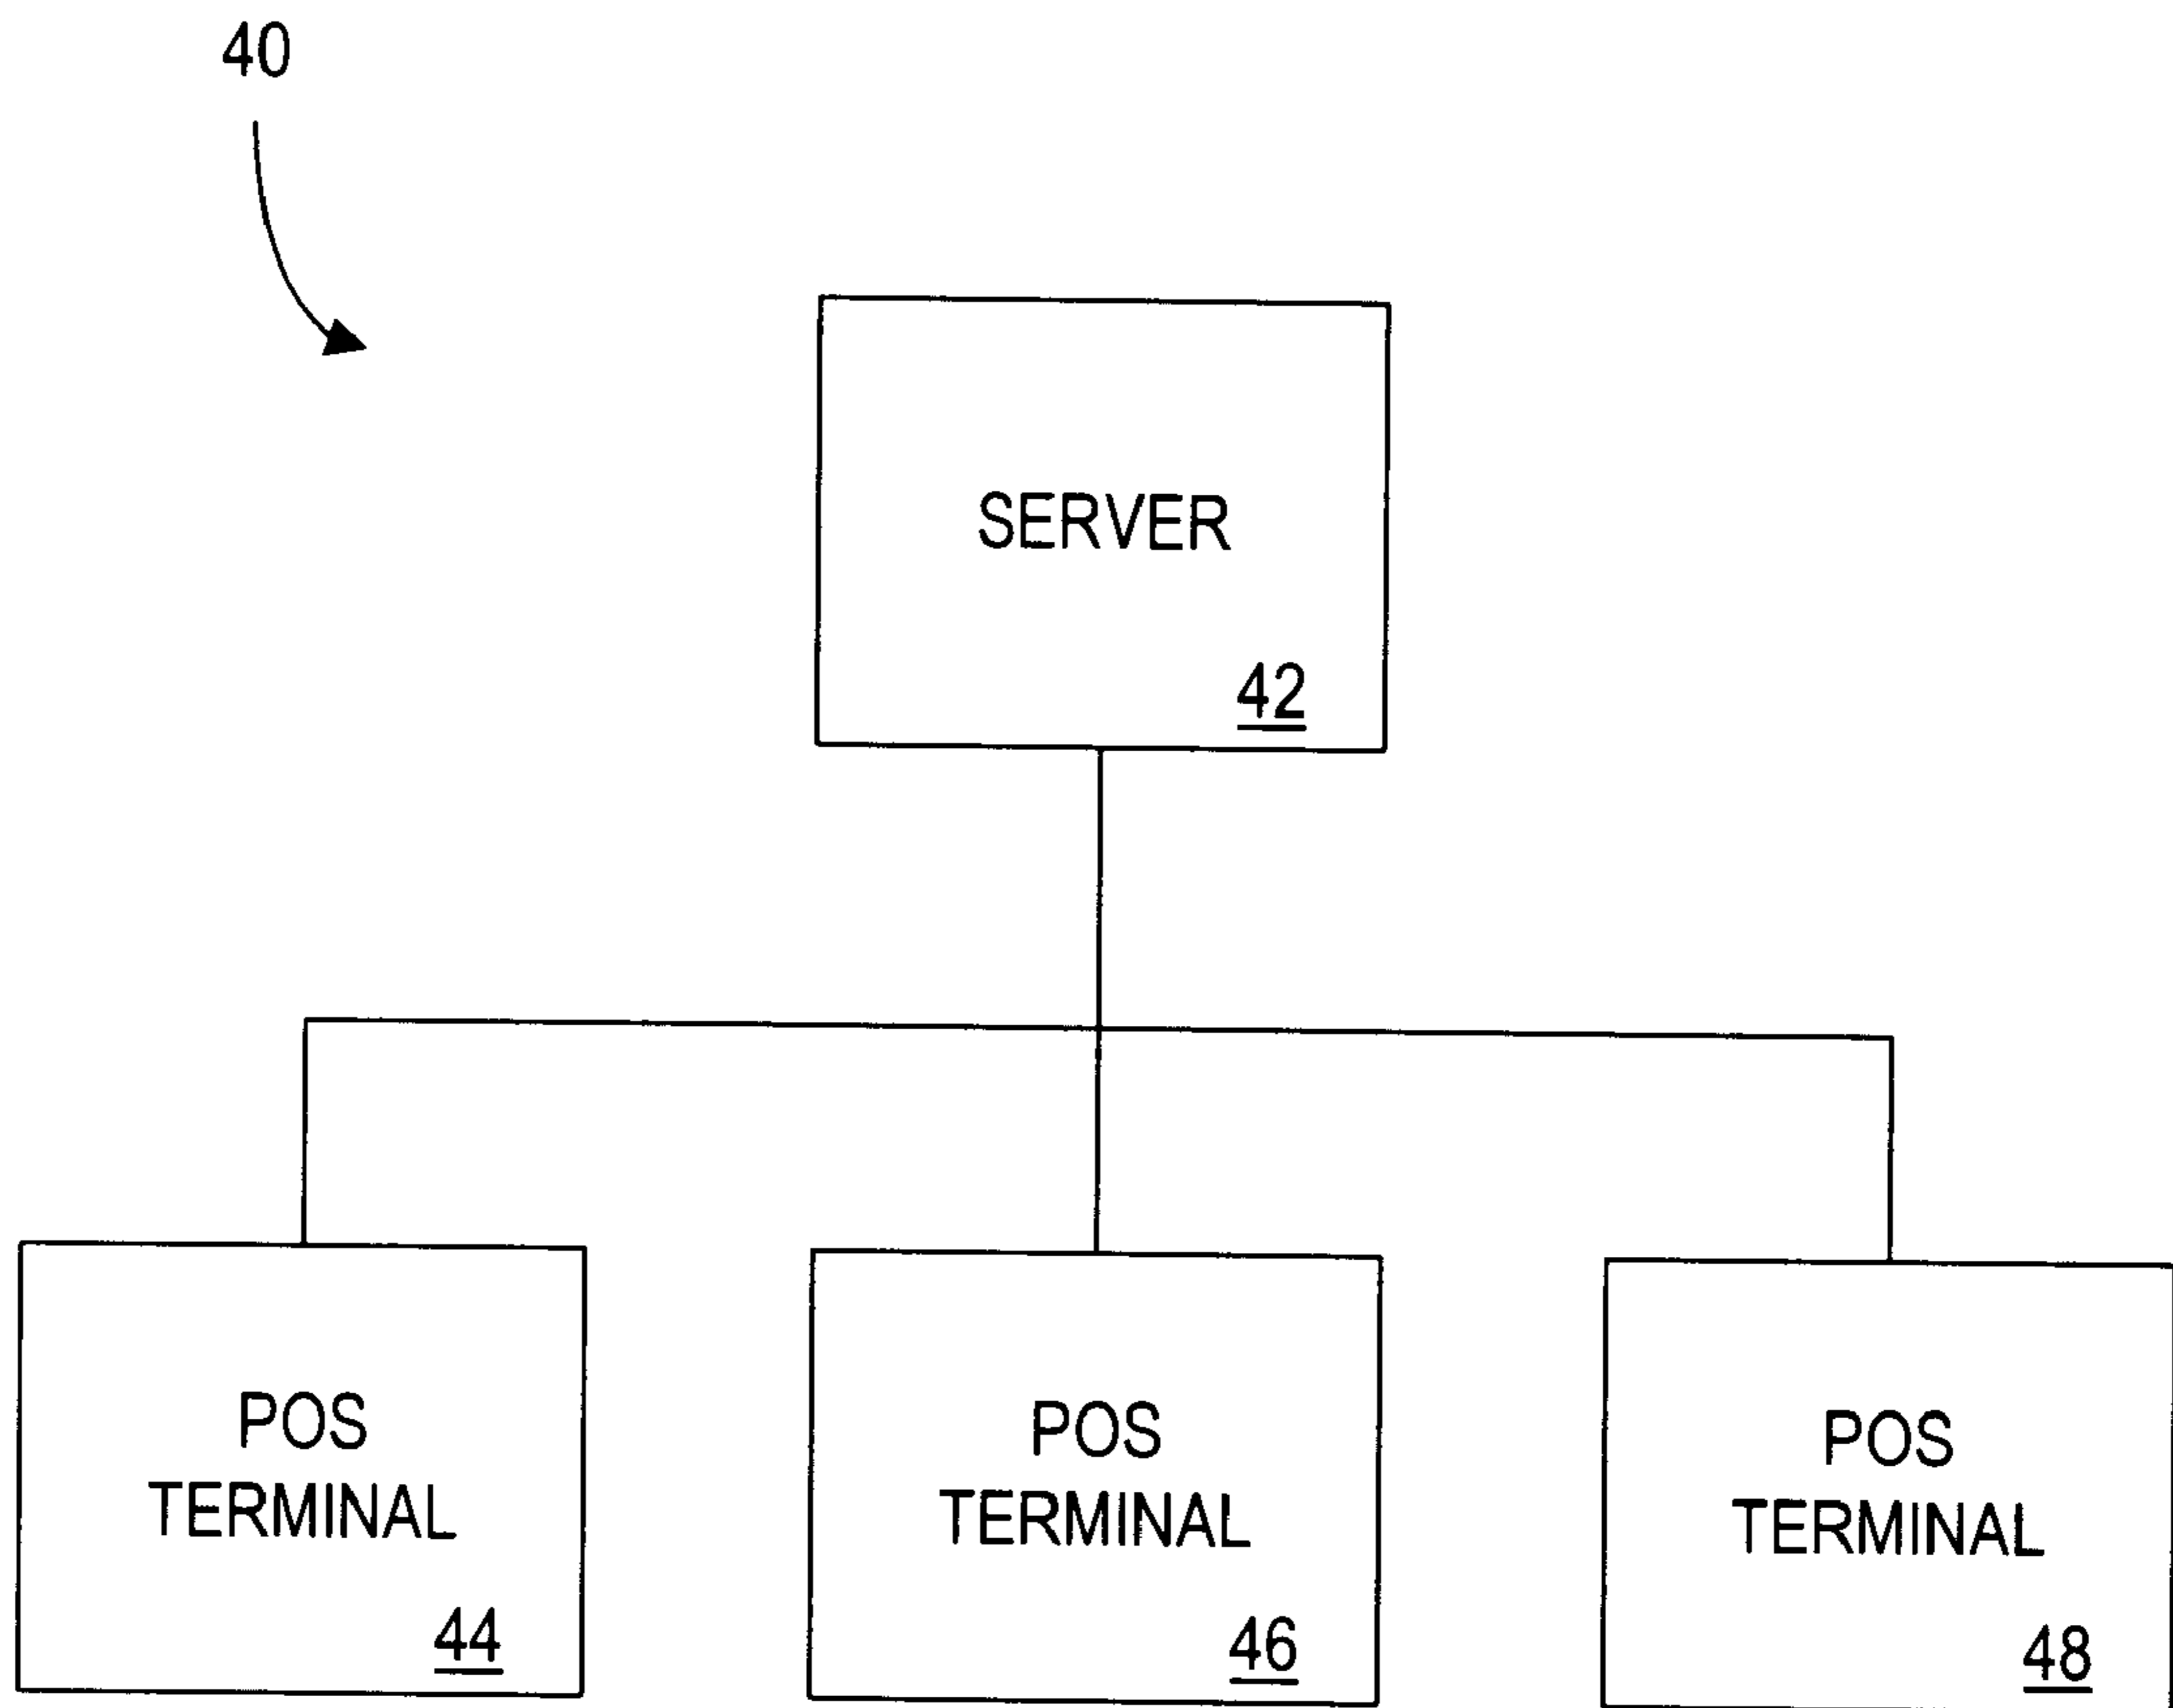 40
SERVER
42
POS
TERMINAL
44
POS
TERMINAL
46
POS
TERMINAL
48